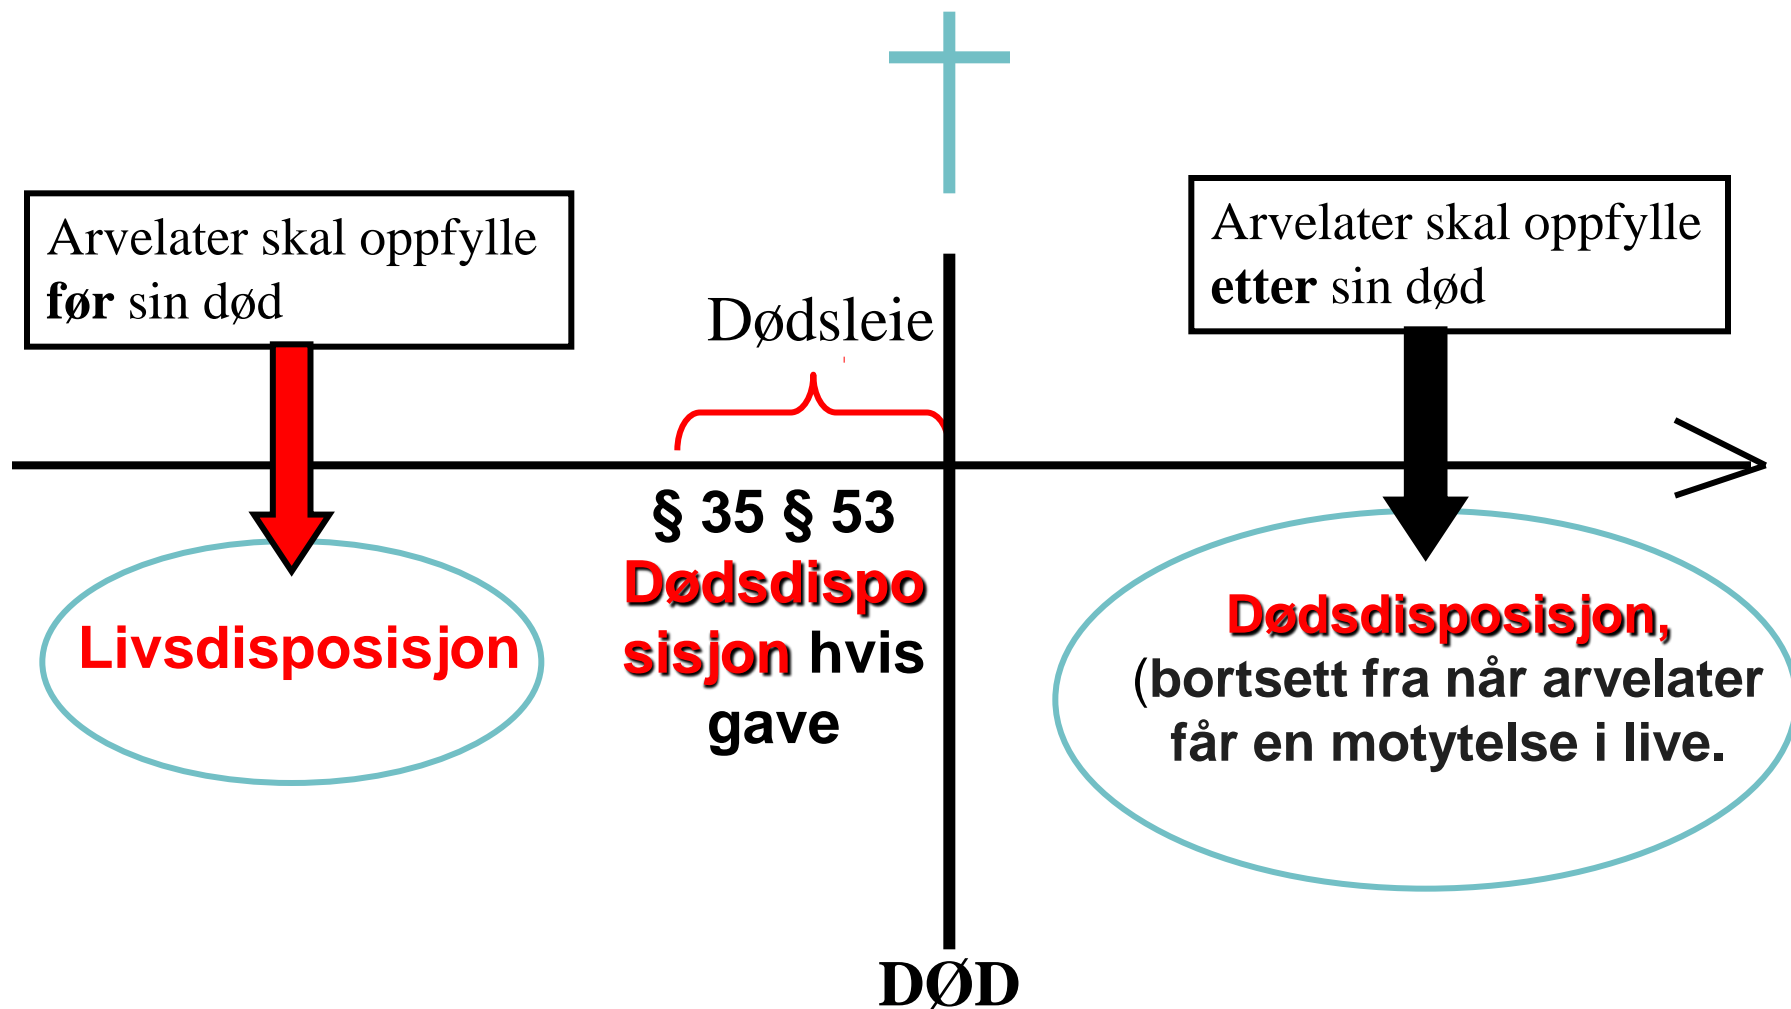 Arvelater skal oppfylle
før sin død
Dødsleie
Arvelater skal oppfylle
etter sin død
Livsdisposisjon
§ 35 § 53
Dødsdispo
sisjon hvis
gave
Dødsdisposisjon,
(bortsett fra når arvelater
får en motytelse i live.
DØD